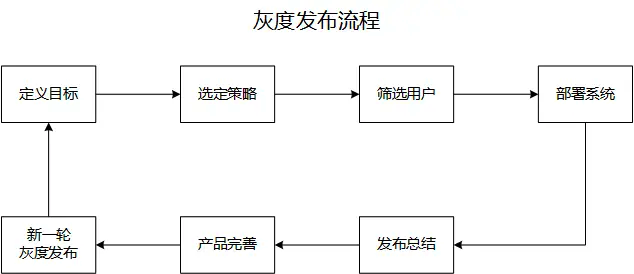 灰度发布流程
定义目标
选定策略
筛选用户
部署系统
新一轮
灰度发布
产品完善
发布总结